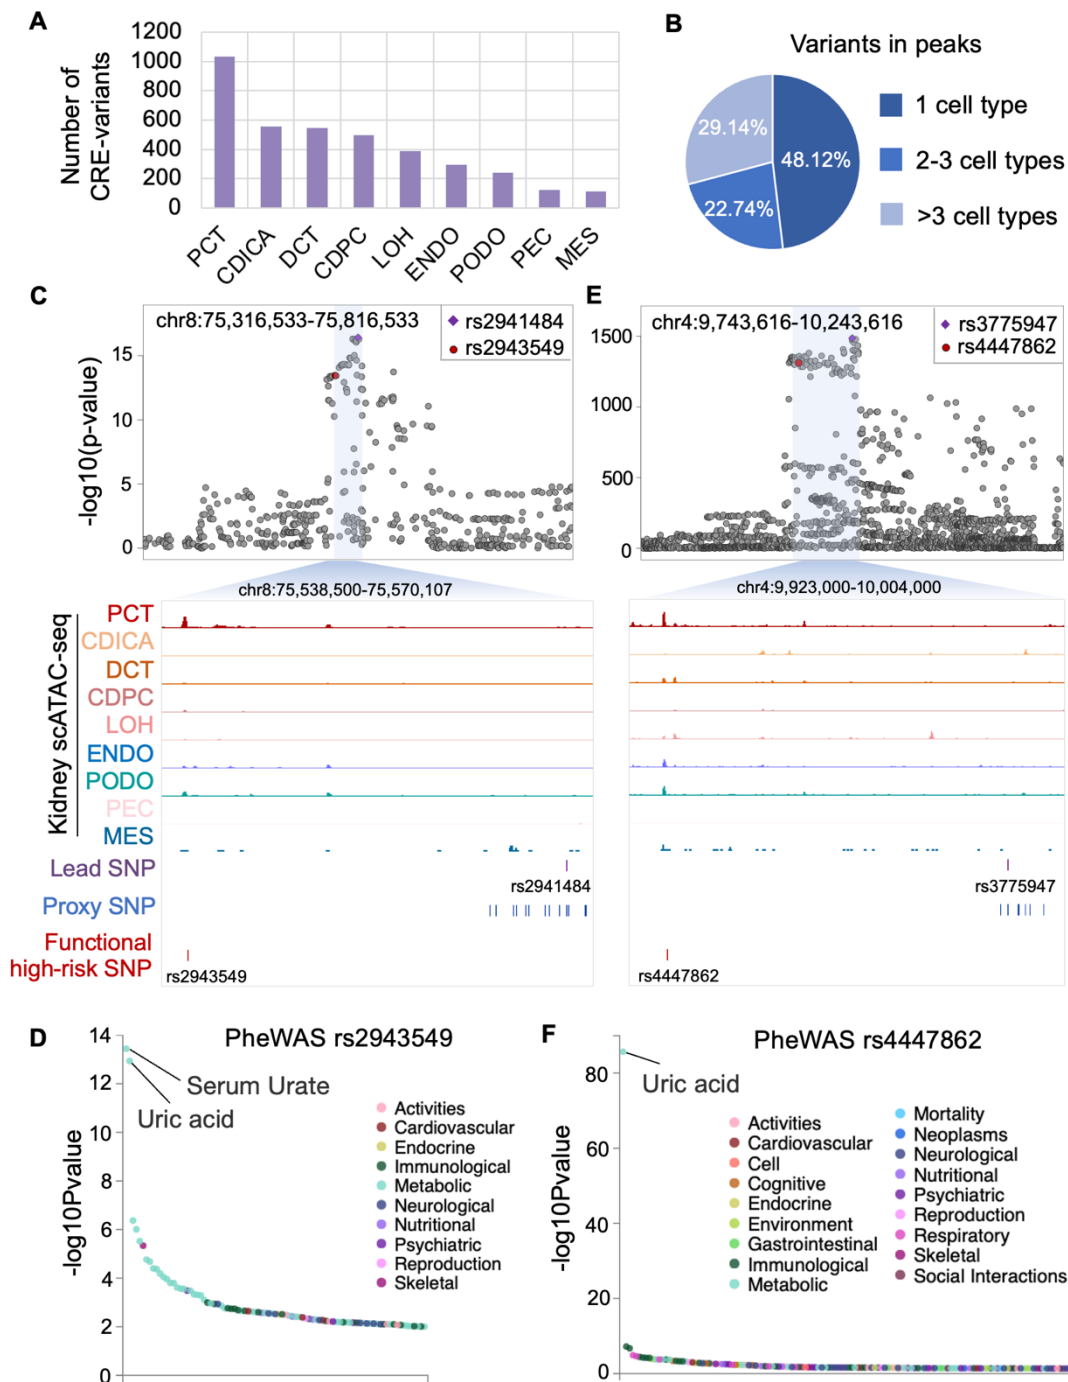 A
Number of
CRE-variants
1200
1000
800
600
400
200
0
PCT
CDICA
DCT
CDPC
LOH
ENDO
PODO
PEC
MES
B
Variants in peaks
29.14%
48.12%
22.74%
1 cell type
2-3 cell types
>3 cell types
C
-log10(p-value)
chr8:75,316,533-75,816,533
rs2941484
rs2943549
15
10
5
0
chr8:75,538,500-75,570,107
E
chr4:9,743,616-10,243,616
rs3775947
rs4447862
1500
1000
500
0
chr4:9,923,000-10,004,000
Kidney scATAC-seq
PCT
CDICA
DCT
CDPC
LOH
ENDO
PODO
PEC
MES
Lead SNP
rs2941484
rs3775947
Proxy SNP
Functional
high-risk SNP
rs2943549
rs4447862
D
PheWAS rs2943549
-log10Pvalue
14
12
10
8
6
4
2
0
Serum Urate
Uric acid
Activities
Cardiovascular
Endocrine
Immunological
Metabolic
Neurological
Nutritional
Psychiatric
Reproduction
Skeletal
F
PheWAS rs4447862
-log10Pvalue
80
60
40
20
0
Uric acid
Activities
Cardiovascular
Cell
Cognitive
Endocrine
Environment
Gastrointestinal
Immunological
Metabolic
Mortality
Neoplasms
Neurological
Nutritional
Psychiatric
Reproduction
Respiratory
Skeletal
Social Interactions